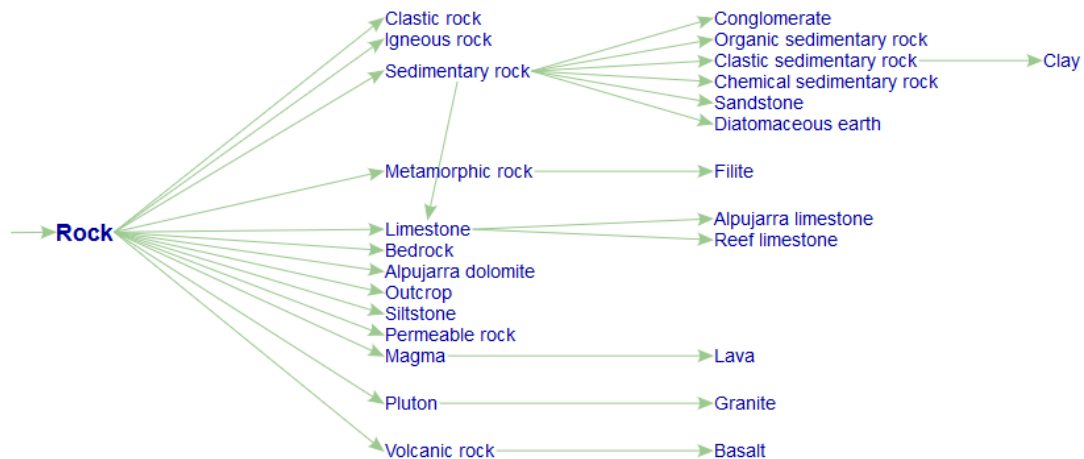 Clastic rock
Conglomerate
Igneous rock
Organic sedimentary rock
Sedimentary rock
Clastic sedimentary rock
Clay
Chemical sedimentary rock
Sandstone
Diatomaceous earth
Metamorphic rock
Filite
Rock
Limestone
Alpujarra limestone
Reef limestone
Bedrock
Alpujarra dolomite
Outcrop
Siltstone
Permeable rock
Magma
Lava
Pluton
Granite
Volcanic rock
Basalt